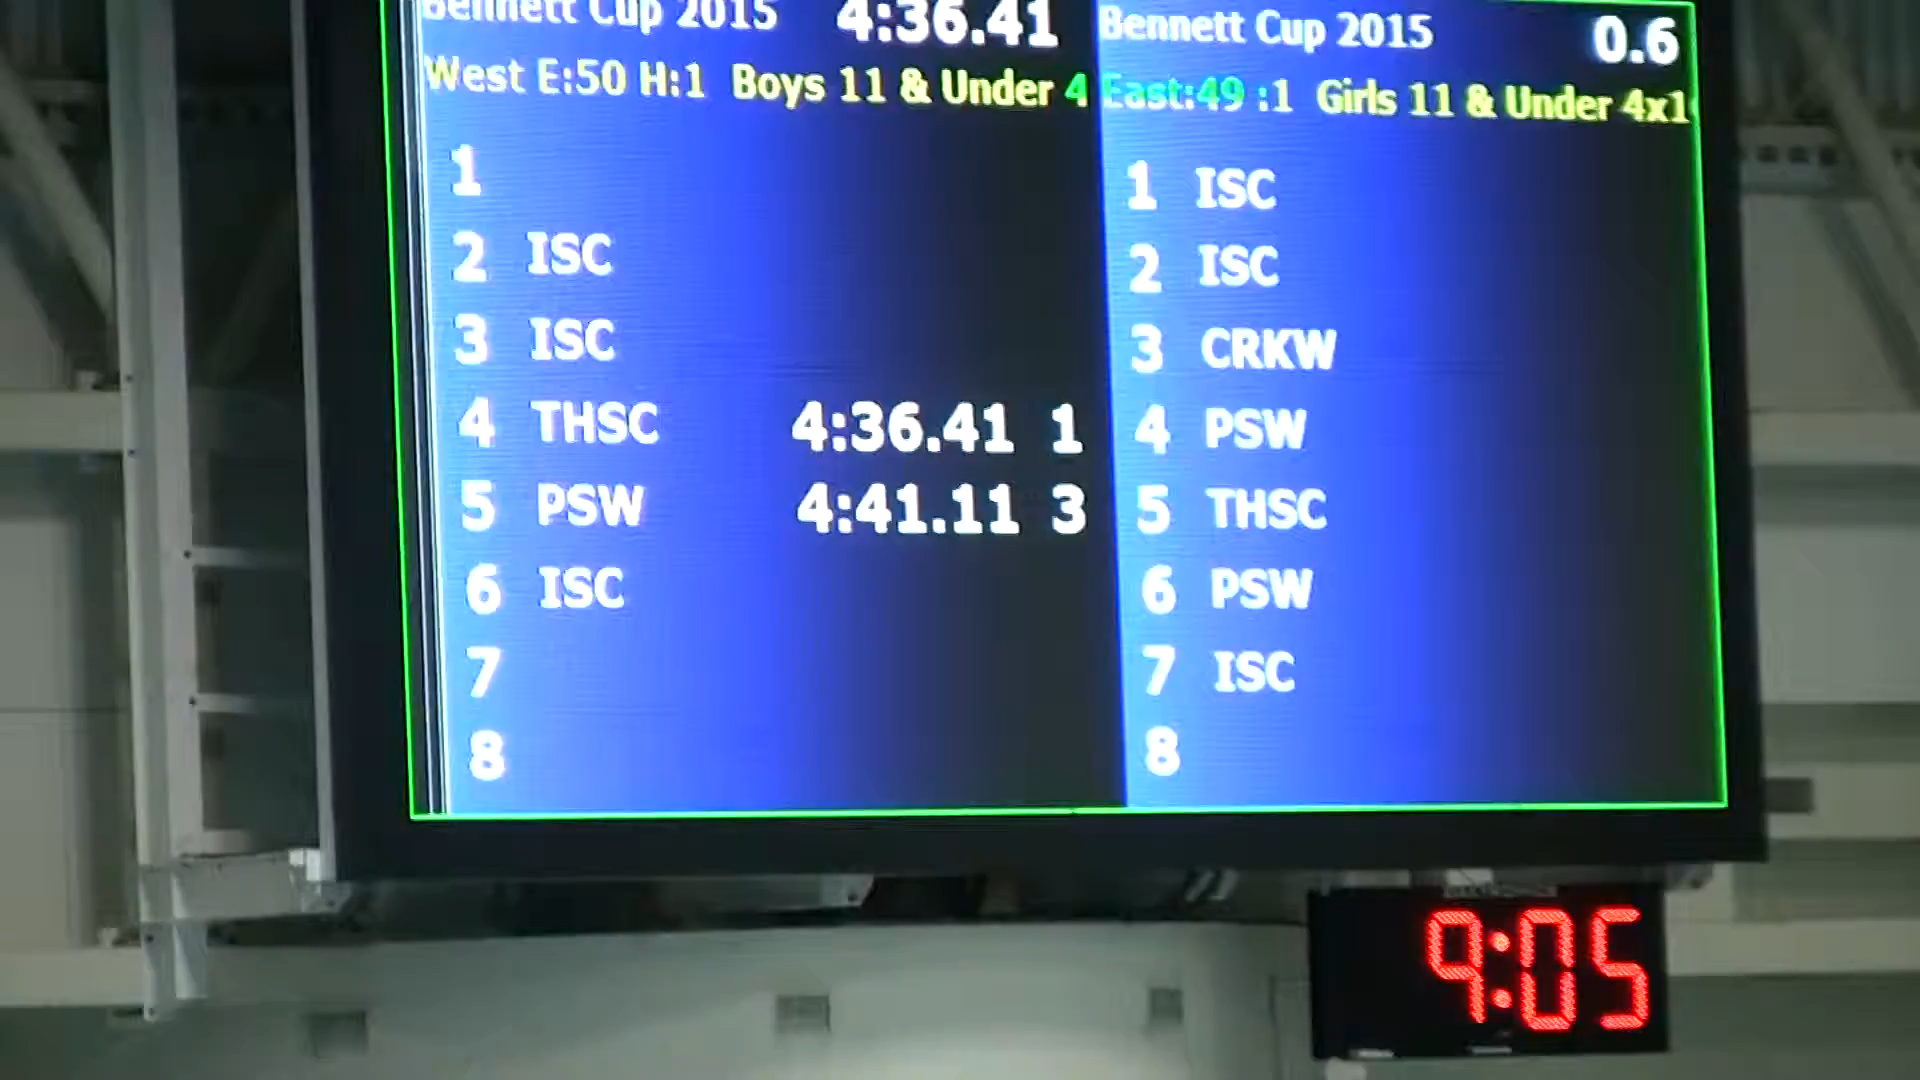 Bennett Cup 2015 4:36.41
West E:50 H:1 Boys 11 & Under 4
1
2 ISC
3 ISC
4 THSC 4:36.41 1
5 PSW 4:41.11 3
6 ISC
7
8
Bennett Cup 2015 0.6
East:49 :1 Girls 11 & Under 4x1
1 ISC
2 ISC
3 CRKW
4 PSW
5 THSC
6 PSW
7 ISC
8
9:05